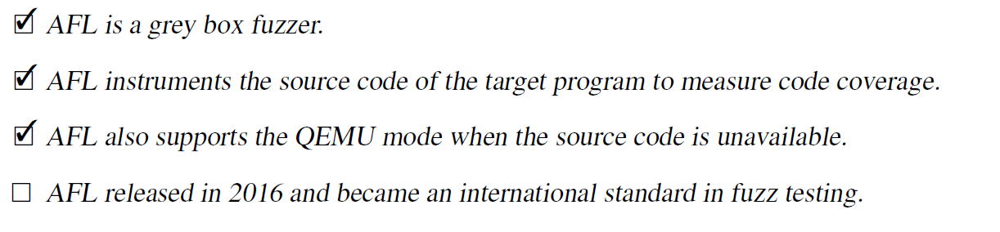 ☑ AFL is a grey box fuzzer.
☑ AFL instruments the source code of the target program to measure code coverage.
☑ AFL also supports the QEMU mode when the source code is unavailable.
☐ AFL released in 2016 and became an international standard in fuzz testing.